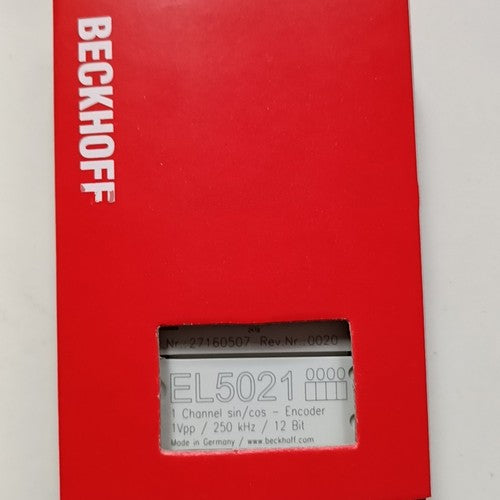 BECKHOFF
Nr.:27160507 Rev.Nr.:0020
EL5021 0000
1 Channel sin/cos - Encoder
1Vpp / 250 kHz / 12 Bit
Made in Germany / www.beckhoff.com